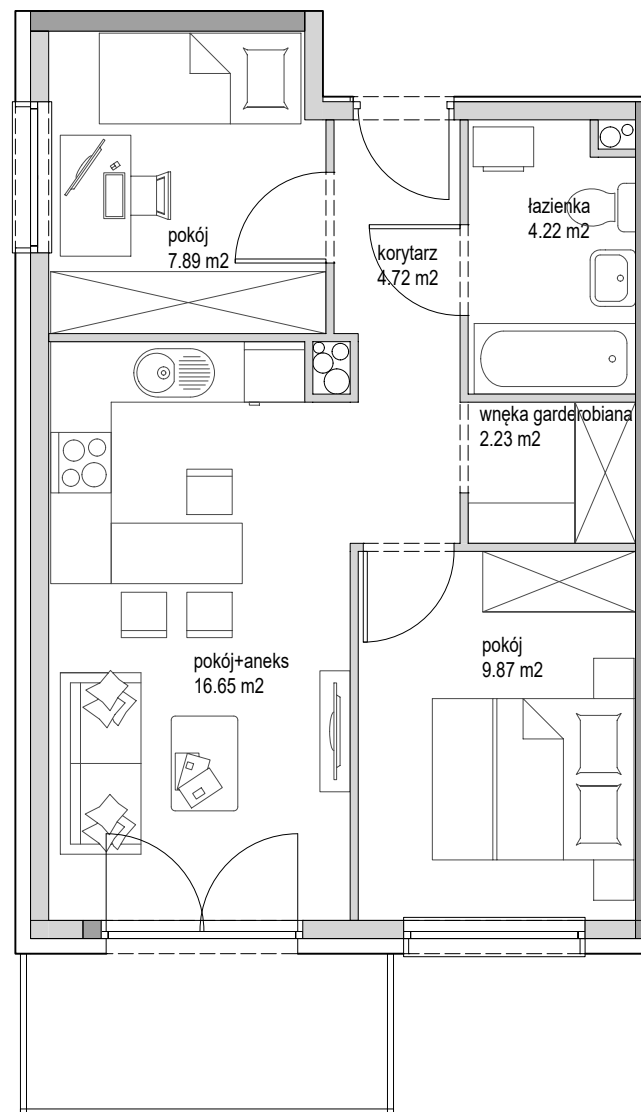 pokój
7.89 m2
korytarz
4.72 m2
łazienka
4.22 m2
wnęka garderobiana
2.23 m2
pokój+aneks
16.65 m2
pokój
9.87 m2